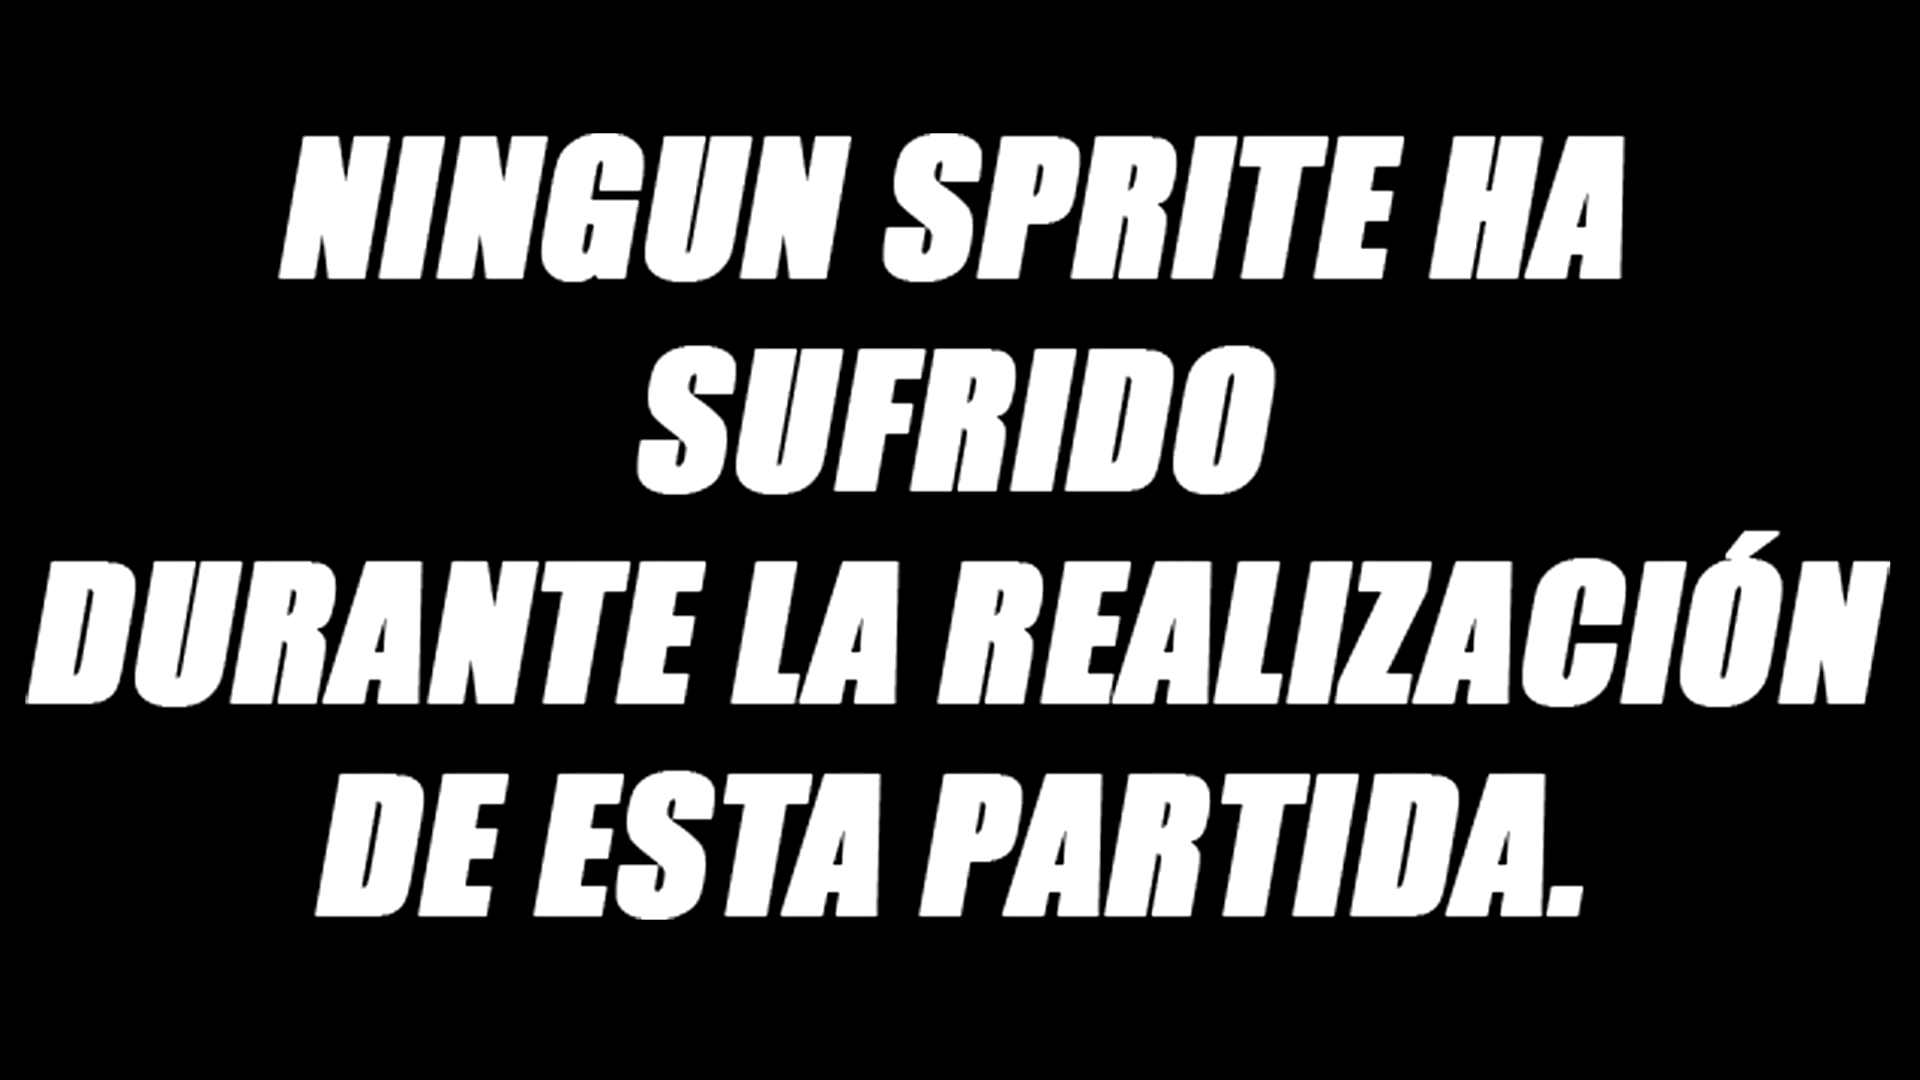 NINGUN SPRITE HA
SUFRIDO
DURANTE LA REALIZACIÓN
DE ESTA PARTIDA.